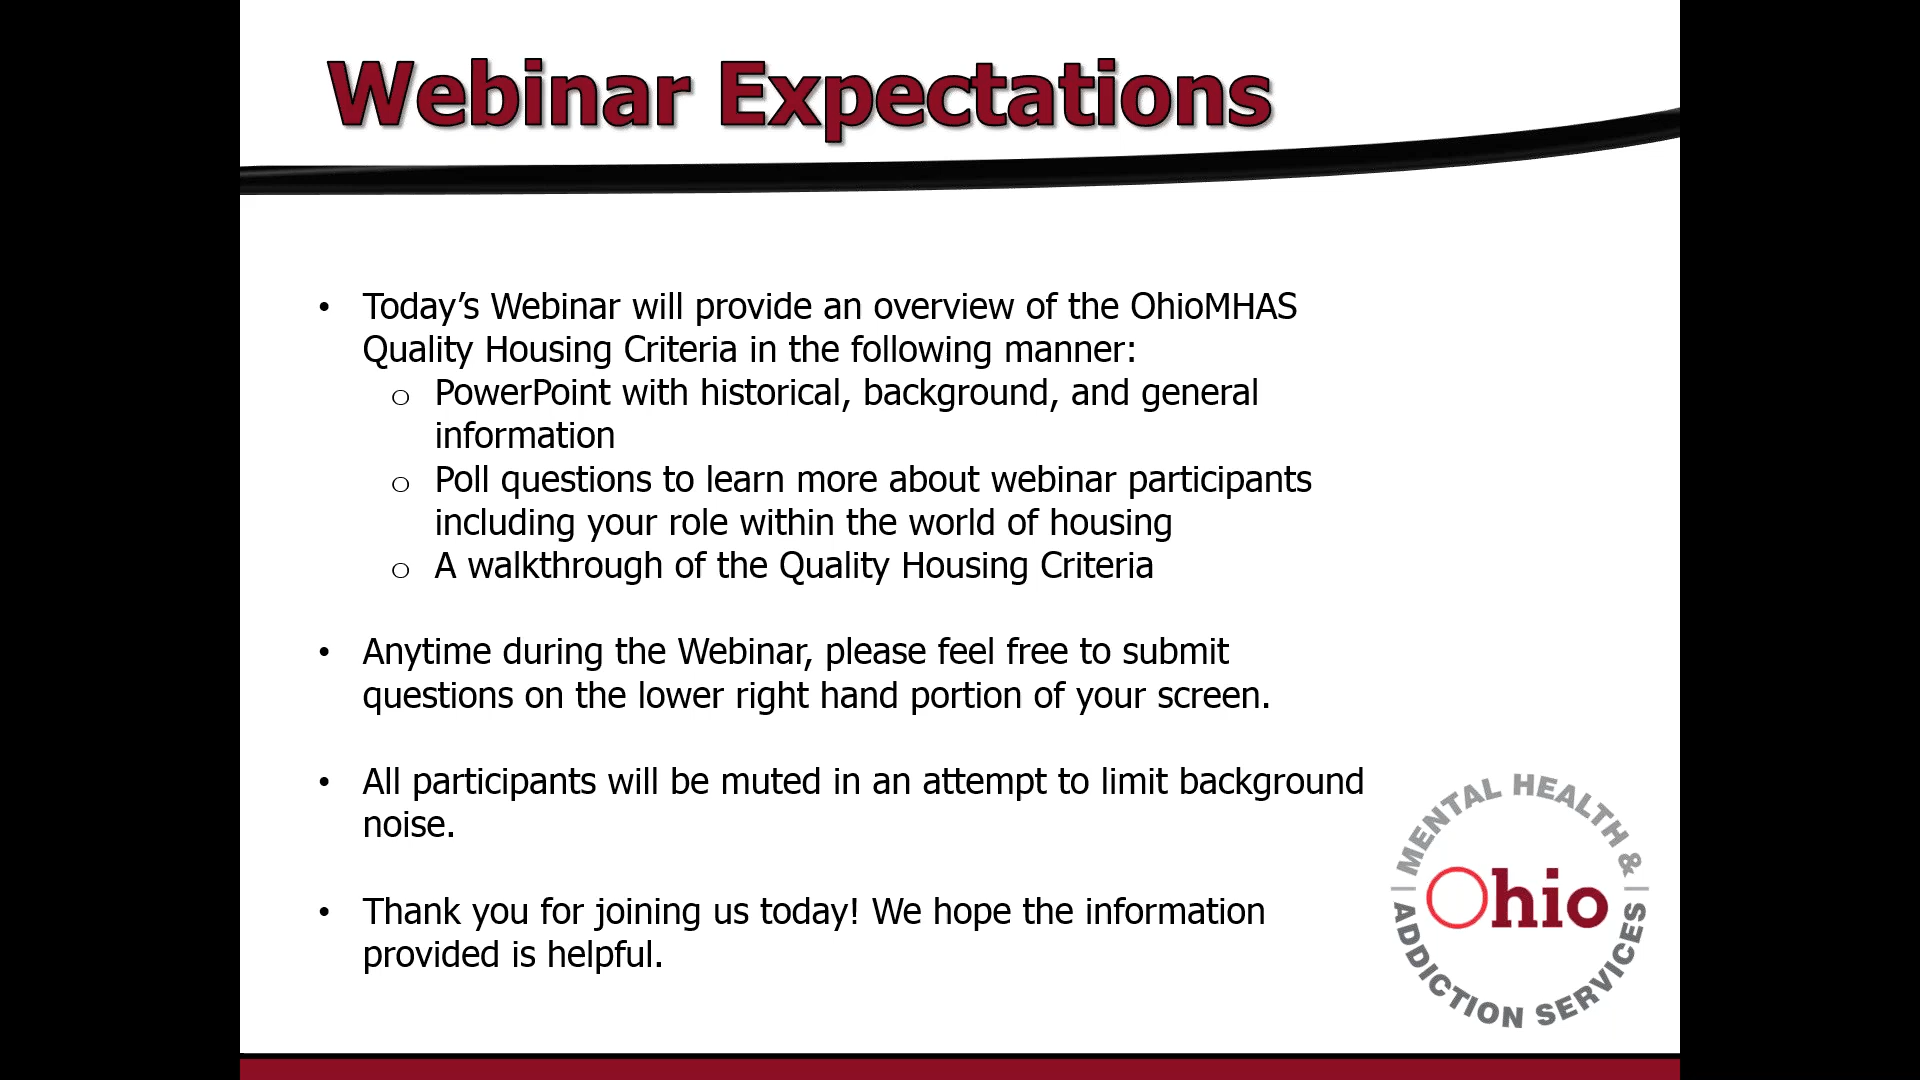 Webinar Expectations
• Today’s Webinar will provide an overview of the OhioMHAS
Quality Housing Criteria in the following manner:
o PowerPoint with historical, background, and general
information
o Poll questions to learn more about webinar participants
including your role within the world of housing
o A walkthrough of the Quality Housing Criteria
• Anytime during the Webinar, please feel free to submit
questions on the lower right hand portion of your screen.
• All participants will be muted in an attempt to limit background
noise.
• Thank you for joining us today! We hope the information
provided is helpful.
MENTAL HEALTH &
Ohio
ADDICTION SERVICES